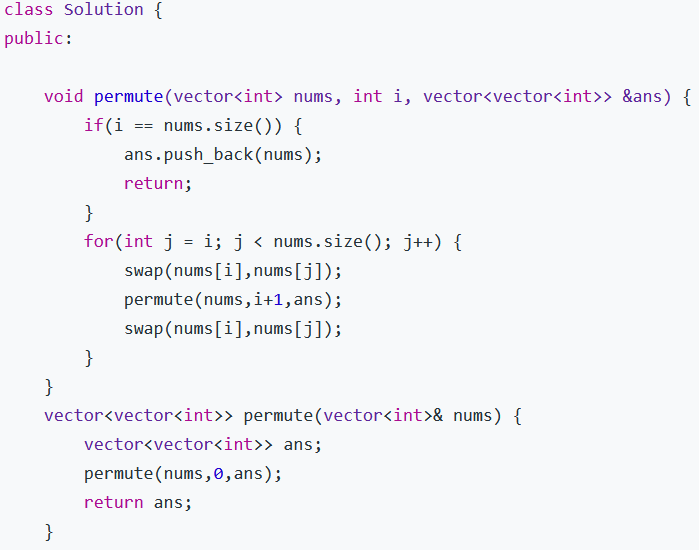 class Solution {
public:
void permute(vector<int> nums, int i, vector<vector<int>> &ans) {
if(i == nums.size()) {
ans.push_back(nums);
return;
}
for(int j = i; j < nums.size(); j++) {
swap(nums[i],nums[j]);
permute(nums,i+1,ans);
swap(nums[i],nums[j]);
}
}
vector<vector<int>> permute(vector<int>& nums) {
vector<vector<int>> ans;
permute(nums,0,ans);
return ans;
}